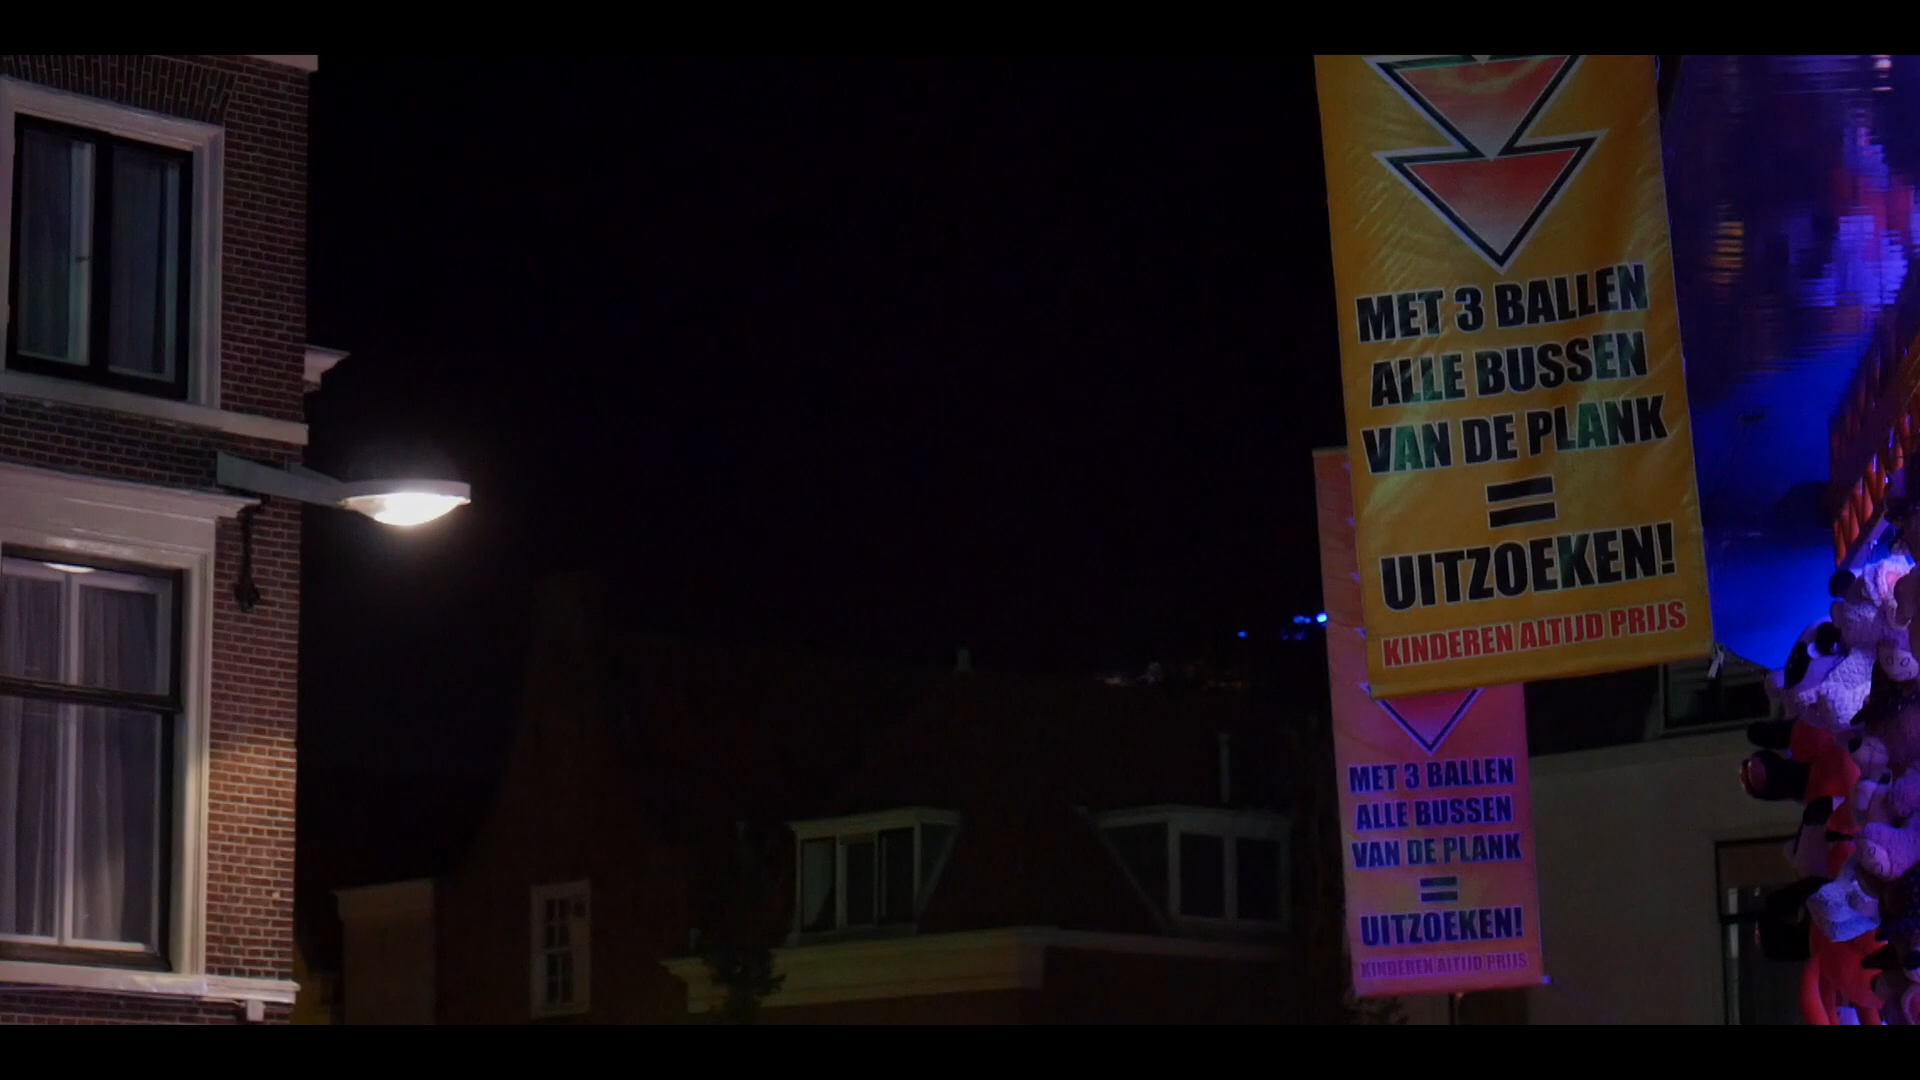 MET 3 BALLEN
ALLE BUSSEN
VAN DE PLANK
=
UITZOEKEN!
KINDEREN ALTIJD PRIJS
MET 3 BALLEN
ALLE BUSSEN
VAN DE PLANK
=
UITZOEKEN!
KINDEREN ALTIJD PRIJS